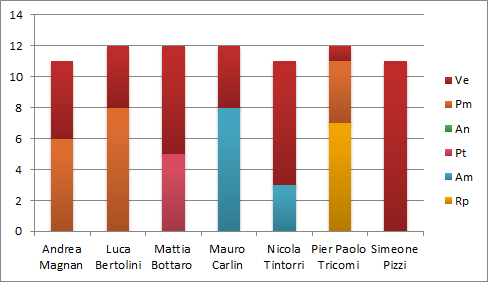 14
12
10
8
6
4
2
0
Andrea Magnan
Luca Bertolini
Mattia Bottaro
Mauro Carlin
Nicola Tintorri
Pier Paolo Tricomi
Simeone Pizzi
Ve
Pm
An
Pt
Am
Rp